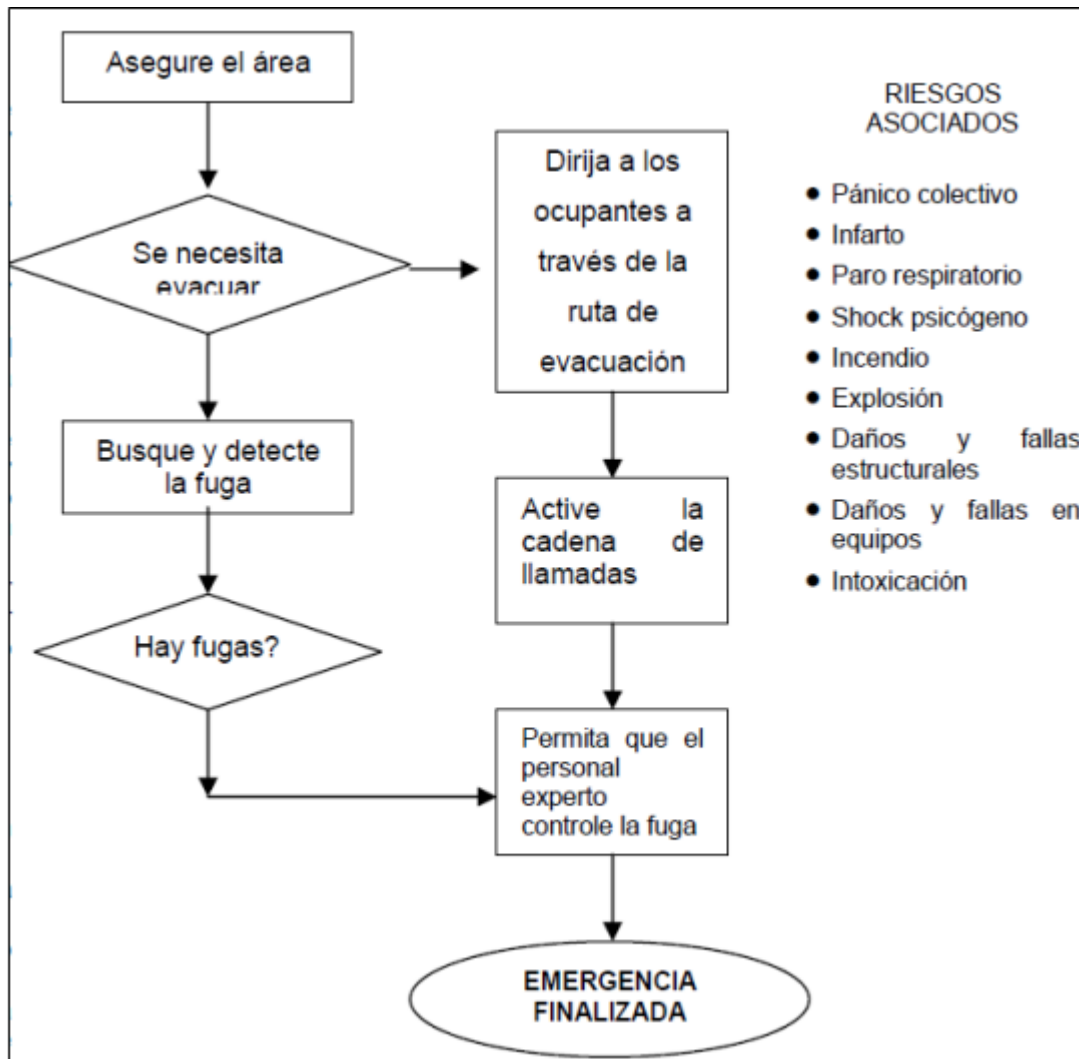 Asegure el área
Se necesita
evacuar
Busque y detecte
la fuga
Hay fugas?
Dirija a los
ocupantes a
través de la
ruta de
evacuación
Active la
cadena de
llamadas
Permita que el
personal
experto
controle la fuga
EMERGENCIA
FINALIZADA
RIESGOS
ASOCIADOS
● Pánico colectivo
● Infarto
● Paro respiratorio
● Shock psicógeno
● Incendio
● Explosión
● Daños y fallas
estructurales
● Daños y fallas en
equipos
● Intoxicación